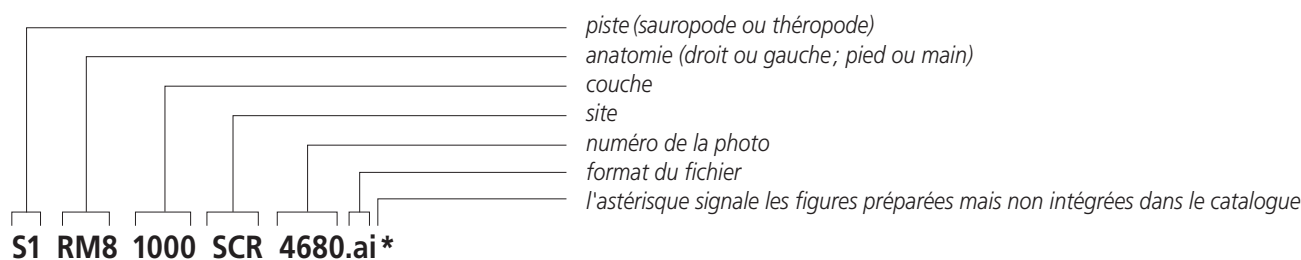 piste (sauropode ou théropode)
anatomie (droit ou gauche ; pied ou main)
couche
site
numéro de la photo
format du fichier
l'astérisque signale les figures préparées mais non intégrées dans le catalogue
S1 RM8 1000 SCR 4680.ai *